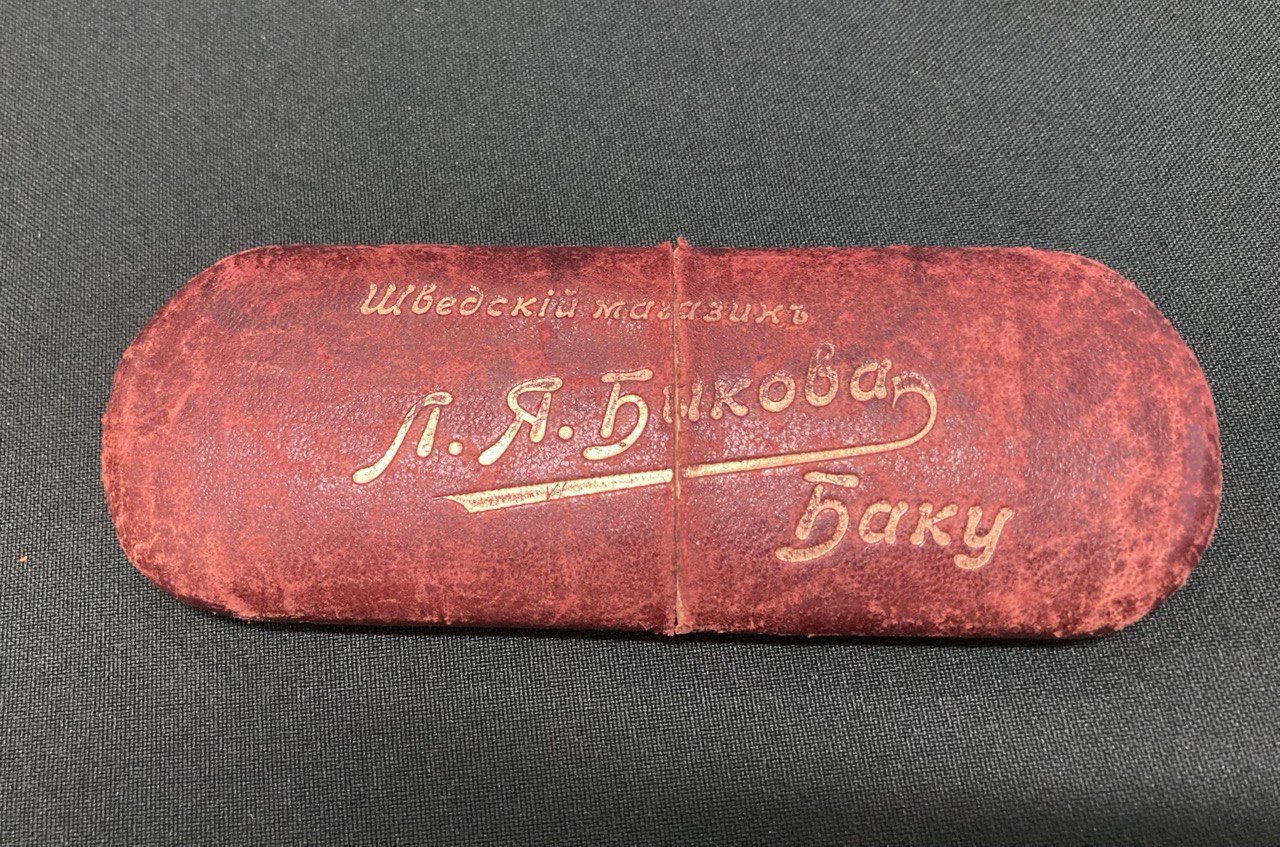 Шведскій магазинъ
Л. Я. Быкова
Баку